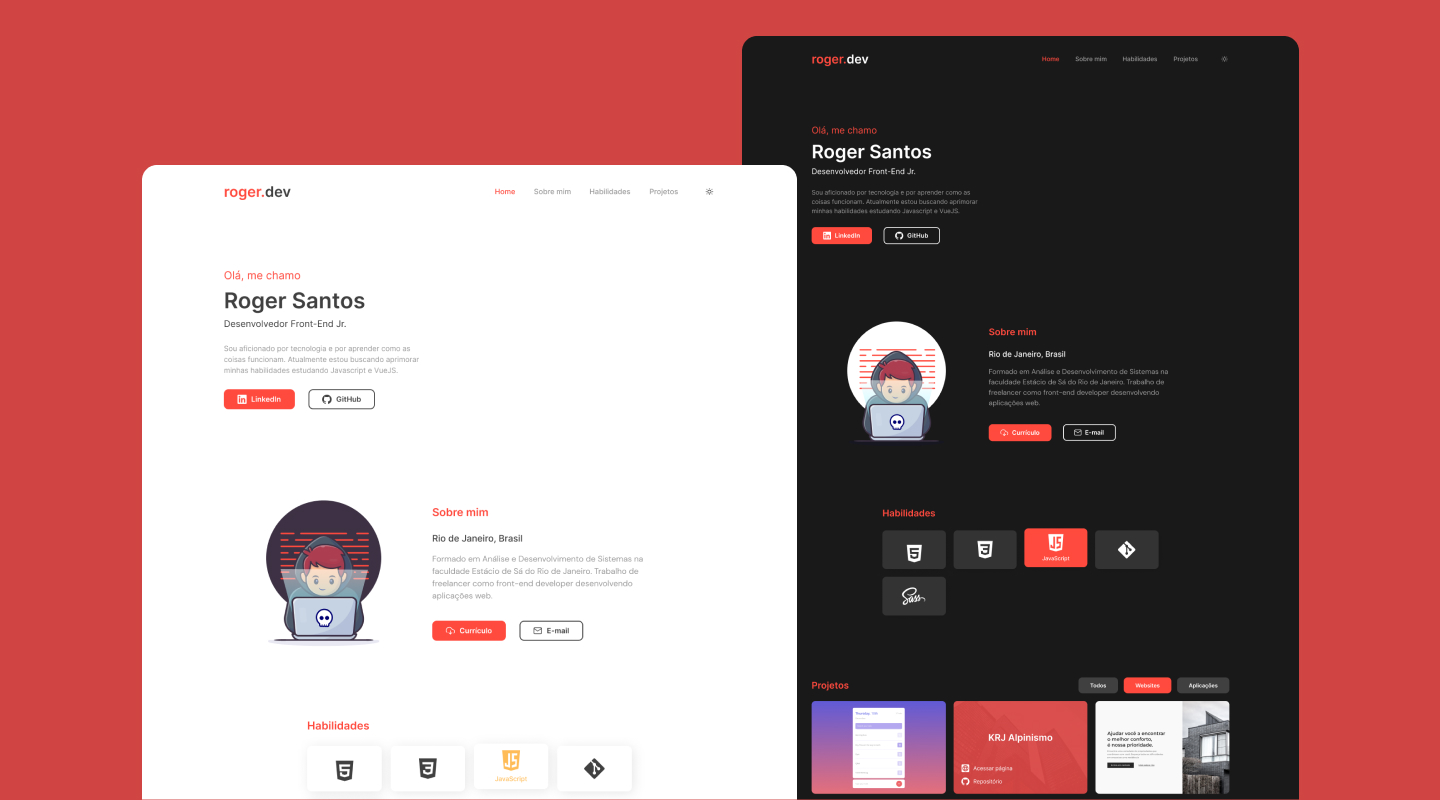 roger.dev
Home Sobre mim Habilidades Projetos
Olá, me chamo
Roger Santos
Desenvolvedor Front-End Jr.
Sou aficionado por tecnologia e por aprender como as
coisas funcionam. Atualmente estou buscando aprimorar
minhas habilidades estudando Javascript e VueJS.
LinkedIn GitHub
Sobre mim
Rio de Janeiro, Brasil
Formado em Análise e Desenvolvimento de Sistemas na
faculdade Estácio de Sá do Rio de Janeiro. Trabalho de
freelancer como front-end developer desenvolvendo
aplicações web.
Currículo E-mail
Habilidades
JS
JavaScript
roger.dev
Home Sobre mim Habilidades Projetos
Olá, me chamo
Roger Santos
Desenvolvedor Front-End Jr.
Sou aficionado por tecnologia e por aprender como as
coisas funcionam. Atualmente estou buscando aprimorar
minhas habilidades estudando Javascript e VueJS.
LinkedIn GitHub
Sobre mim
Rio de Janeiro, Brasil
Formado em Análise e Desenvolvimento de Sistemas na
faculdade Estácio de Sá do Rio de Janeiro. Trabalho de
freelancer como front-end developer desenvolvendo
aplicações web.
Currículo E-mail
Habilidades
JS
JavaScript
Sass
Projetos
Todos Websites Aplicações
KRJ Alpinismo
Acessar página
Repositório
Ajudar você a encontrar
o melhor conforto,
é nossa prioridade.